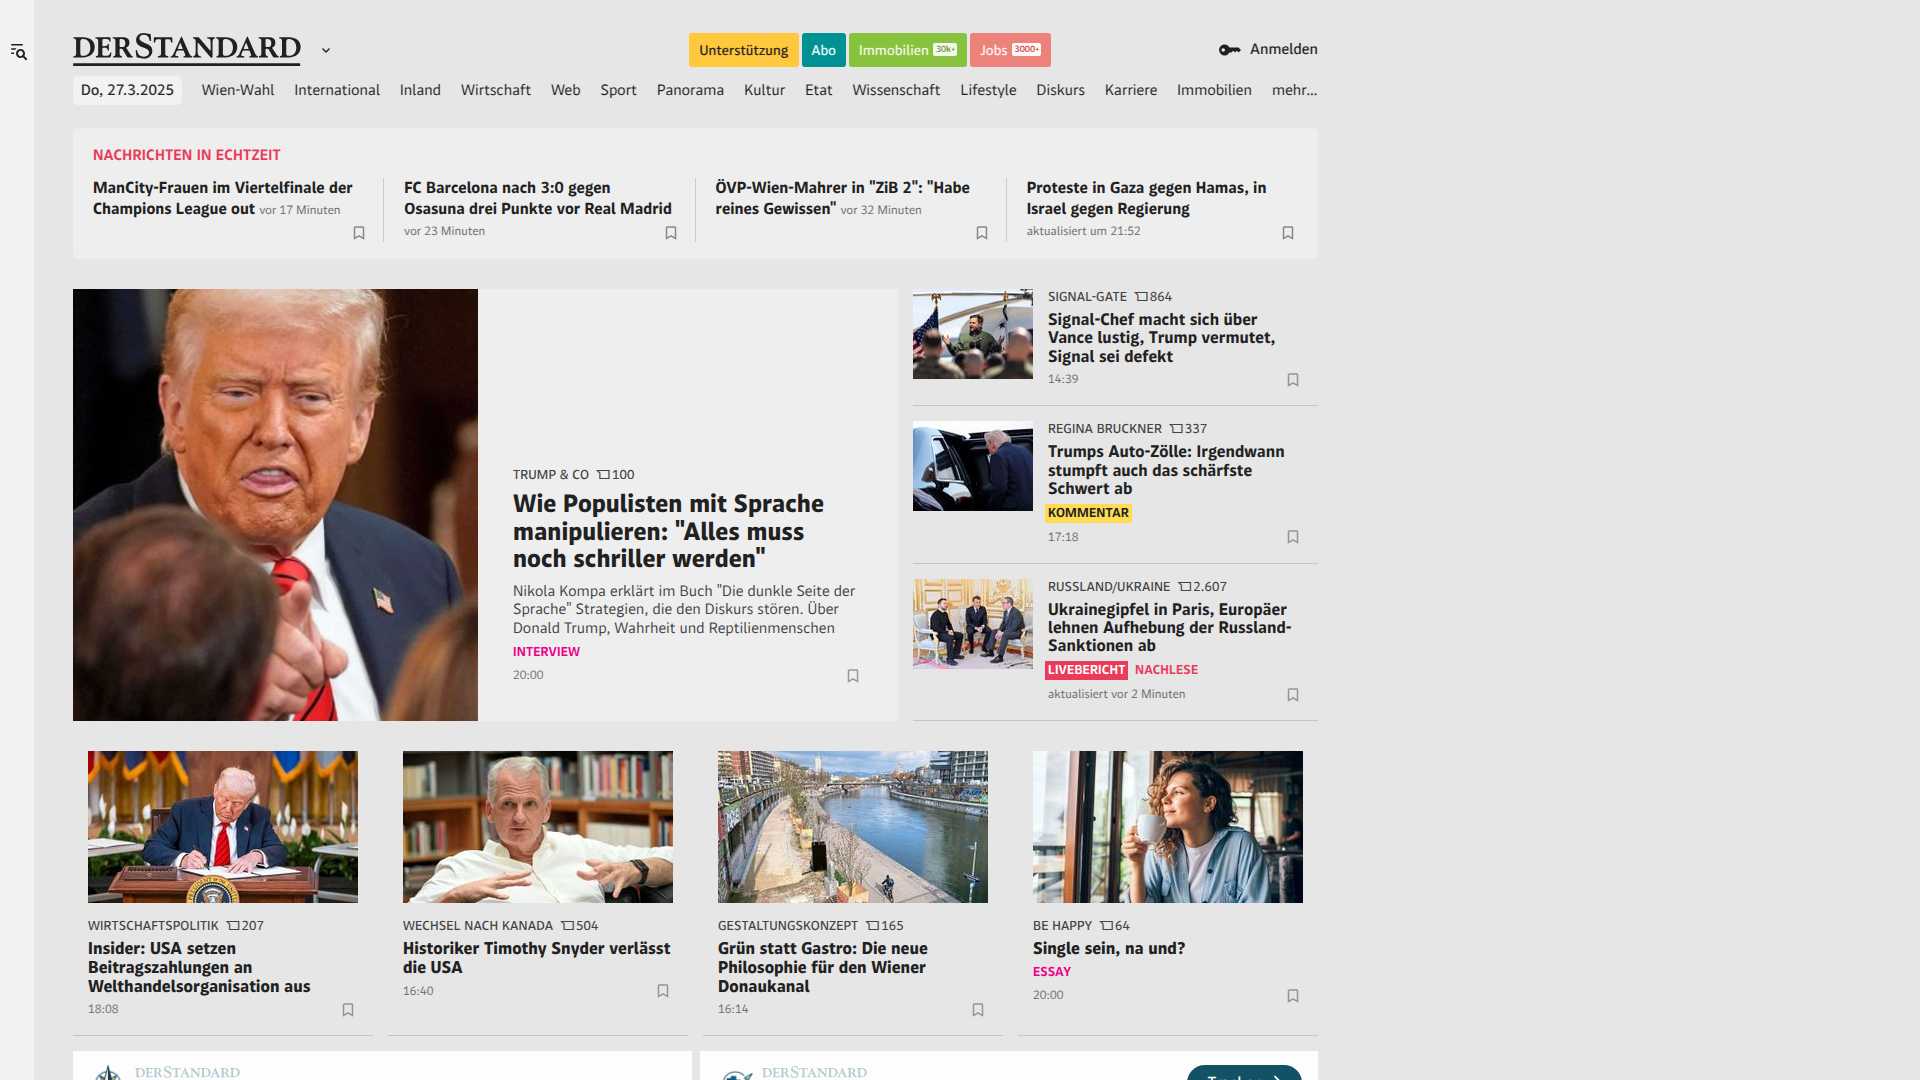 DERSTANDARD
Unterstützung
Abo
Immobilien 30k+
Jobs 3000+
Anmelden
Do, 27.3.2025
Wien-Wahl
International
Inland
Wirtschaft
Web
Sport
Panorama
Kultur
Etat
Wissenschaft
Lifestyle
Diskurs
Karriere
Immobilien
mehr...
NACHRICHTEN IN ECHTZEIT
ManCity-Frauen im Viertelfinale der
Champions League out vor 17 Minuten
FC Barcelona nach 3:0 gegen
Osasuna drei Punkte vor Real Madrid
vor 23 Minuten
ÖVP-Wien-Mahrer in "ZiB 2": "Habe
reines Gewissen" vor 32 Minuten
Proteste in Gaza gegen Hamas, in
Israel gegen Regierung
aktualisiert um 21:52
TRUMP & CO 100
Wie Populisten mit Sprache
manipulieren: "Alles muss
noch schriller werden"
Nikola Kompa erklärt im Buch "Die dunkle Seite der
Sprache" Strategien, die den Diskurs stören. Über
Donald Trump, Wahrheit und Reptilienmenschen
INTERVIEW
20:00
SIGNAL-GATE 864
Signal-Chef macht sich über
Vance lustig, Trump vermutet,
Signal sei defekt
14:39
REGINA BRUCKNER 337
Trumps Auto-Zölle: Irgendwann
stumpft auch das schärfste
Schwert ab
KOMMENTAR
17:18
RUSSLAND/UKRAINE 2.607
Ukrainegipfel in Paris, Europäer
lehnen Aufhebung der Russland-
Sanktionen ab
LIVEBERICHT NACHLESE
aktualisiert vor 2 Minuten
WIRTSCHAFTSPOLITIK 207
Insider: USA setzen
Beitragszahlungen an
Welthandelsorganisation aus
18:08
WECHSEL NACH KANADA 504
Historiker Timothy Snyder verlässt
die USA
16:40
GESTALTUNGSKONZEPT 165
Grün statt Gastro: Die neue
Philosophie für den Wiener
Donaukanal
16:14
BE HAPPY 64
Single sein, na und?
ESSAY
20:00
DERSTANDARD
DERSTANDARD